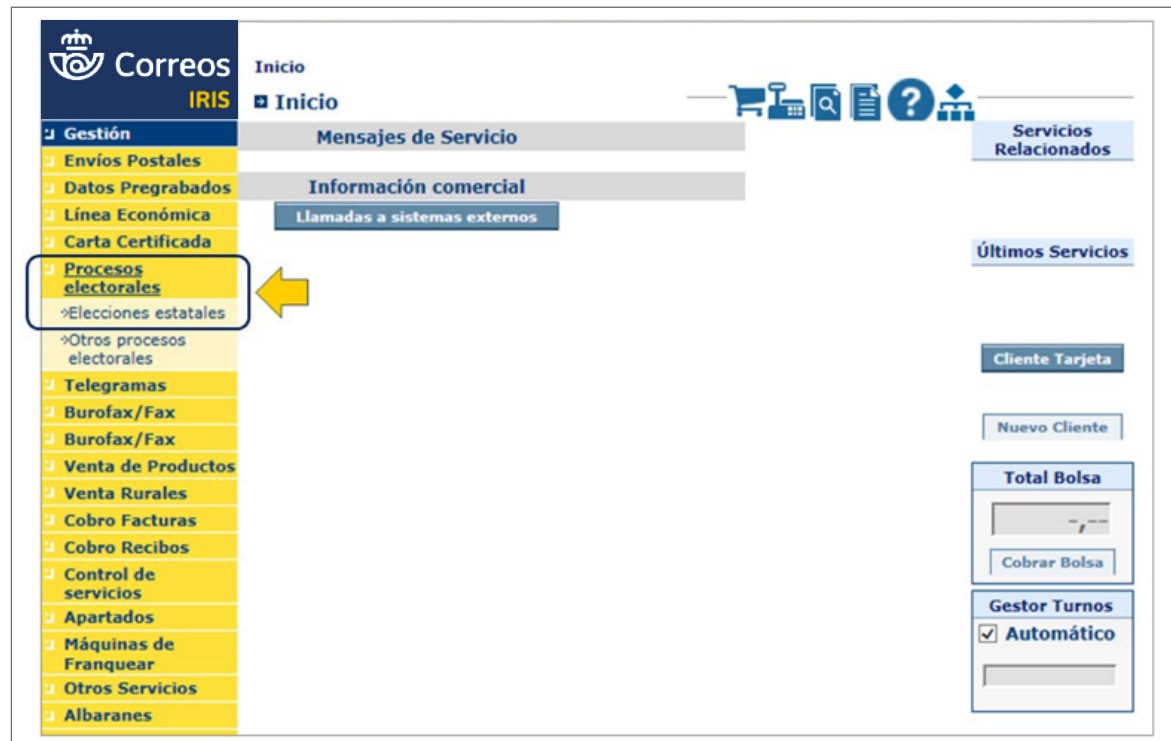 Correos
IRIS
Inicio
Inicio
Gestión
Envíos Postales
Datos Pregrabados
Línea Económica
Carta Certificada
Procesos
electorales
Elecciones estatales
Otros procesos
electorales
Telegramas
Burofax/Fax
Burofax/Fax
Venta de Productos
Venta Rurales
Cobro Facturas
Cobro Recibos
Control de
servicios
Apartados
Máquinas de
Franquear
Otros Servicios
Albaranes
Mensajes de Servicio
Información comercial
Llamadas a sistemas externos
Servicios
Relacionados
Últimos Servicios
Cliente Tarjeta
Nuevo Cliente
Total Bolsa
-,--
Cobrar Bolsa
Gestor Turnos
Automático